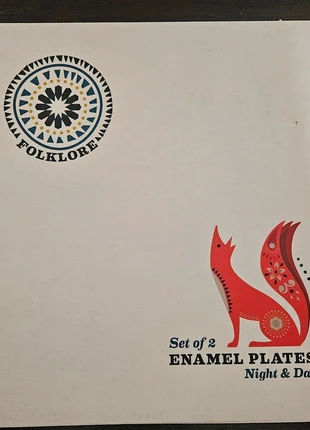 FOLKLORE
Set of 2
ENAMEL PLATES
Night & Da